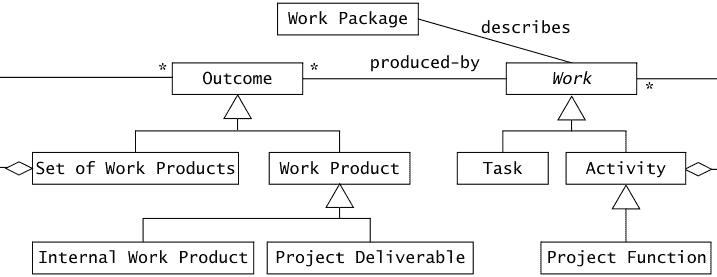 Work Package
describes
* Outcome * produced-by Work *
Set of Work Products Work Product Task Activity
Internal Work Product Project Deliverable Project Function